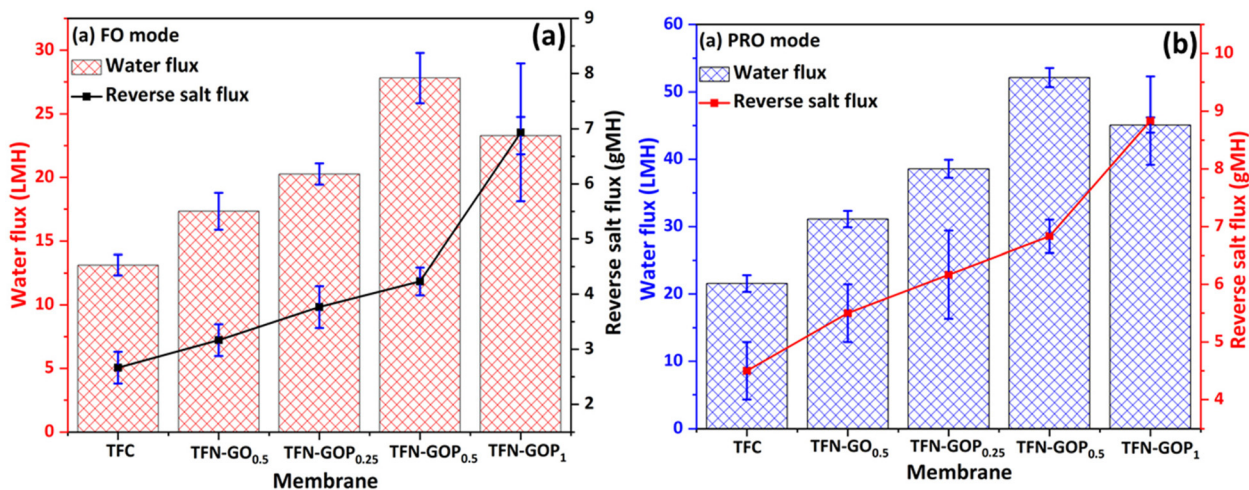 (a) FO mode
(a)
Water flux
Reverse salt flux
Water flux (LMH)
0
5
10
15
20
25
30
Reverse salt flux (gMH)
2
3
4
5
6
7
8
9
TFC
TFN-GO0.5
TFN-GOP0.25
TFN-GOP0.5
TFN-GOP1
Membrane
(a) PRO mode
(b)
Water flux
Reverse salt flux
Water flux (LMH)
0
10
20
30
40
50
60
Reverse salt flux (gMH)
4
5
6
7
8
9
10
TFC
TFN-GO0.5
TFN-GOP0.25
TFN-GOP0.5
TFN-GOP1
Membrane